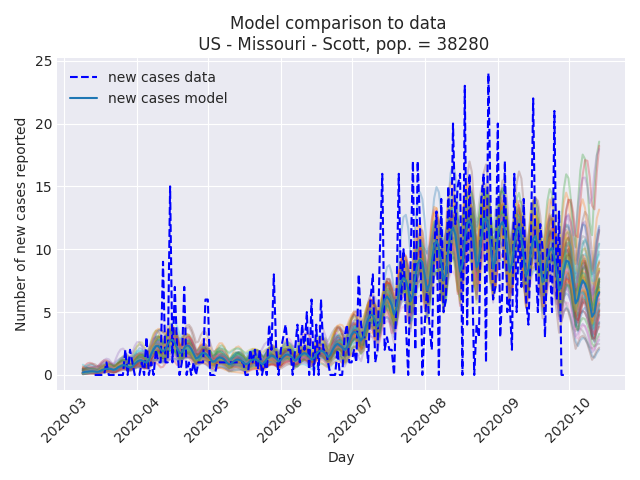 Model comparison to data
US - Missouri - Scott, pop. = 38280
new cases data
new cases model
Number of new cases reported
25
20
15
10
5
0
2020-03
2020-04
2020-05
2020-06
2020-07
2020-08
2020-09
2020-10
Day